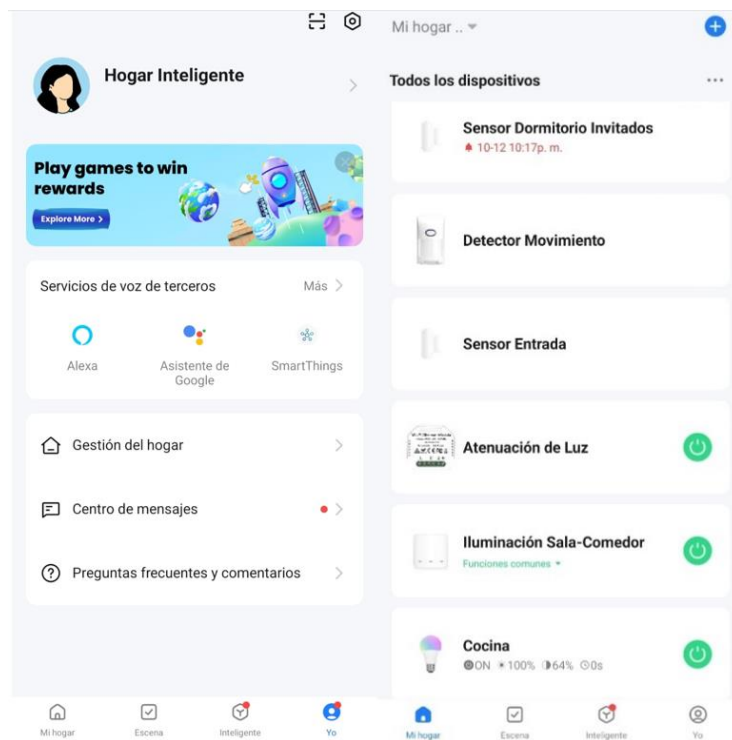 Hogar Inteligente
Play games to win
rewards
Explore More >
Servicios de voz de terceros
Más
Alexa
Asistente de
Google
SmartThings
Gestión del hogar
Centro de mensajes
Preguntas frecuentes y comentarios
Mi hogar
Escena
Inteligente
Yo
Mi hogar ..
Todos los dispositivos
Sensor Dormitorio Invitados
10-12 10:17p. m.
Detector Movimiento
Sensor Entrada
Atenuación de Luz
Iluminación Sala-Comedor
Funciones comunes
Cocina
ON 100% 64% 0s
Mi hogar
Escena
Inteligente
Yo